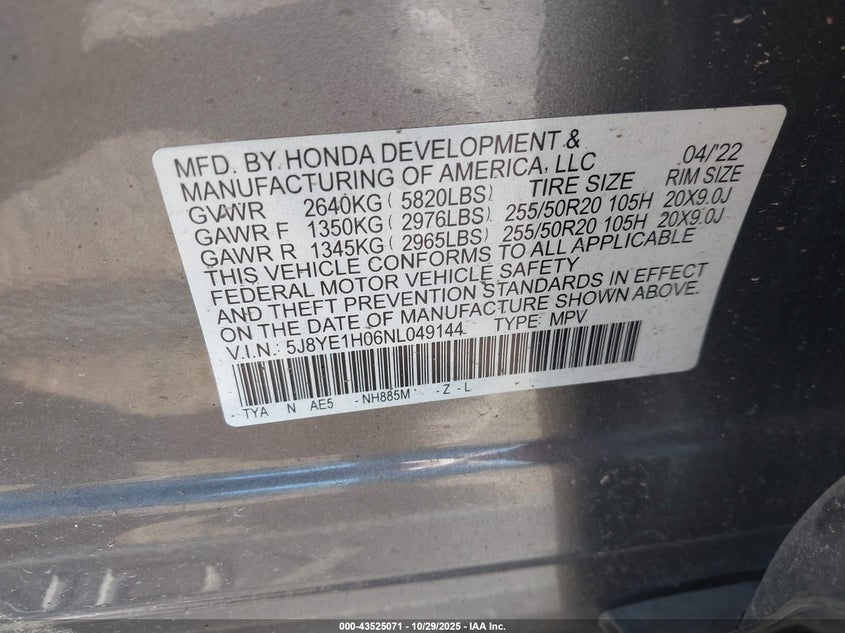 MFD. BY HONDA DEVELOPMENT & 04/'22
MANUFACTURING OF AMERICA, LLC TIRE SIZE RIM SIZE
GVWR 2640KG ( 5820LBS)
GAWR F 1350KG ( 2976LBS) 255/50R20 105H 20X9.0J
GAWR R 1345KG ( 2965LBS) 255/50R20 105H 20X9.0J
THIS VEHICLE CONFORMS TO ALL APPLICABLE
FEDERAL MOTOR VEHICLE SAFETY
AND THEFT PREVENTION STANDARDS IN EFFECT
ON THE DATE OF MANUFACTURE SHOWN ABOVE.
V.I.N.: 5J8YE1H06NL049144 TYPE: MPV
- TYA N AE5 - NH885M - Z - L
000-43525071 - 10/29/2025 - IAA Inc.